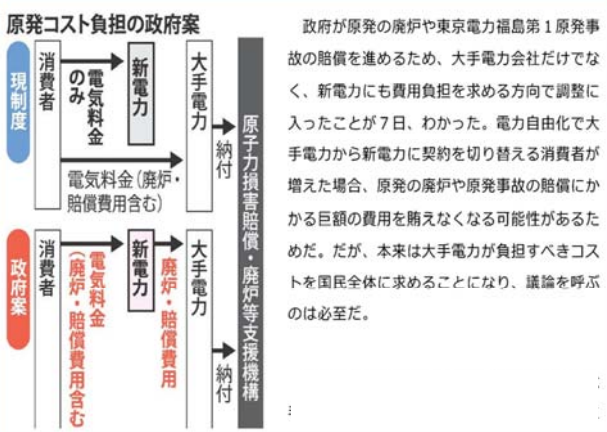 原発コスト負担の政府案
現制度
消費者
電気料金
のみ
新電力
大手電力
納付
電気料金(廃炉・
賠償費用含む)
政府案
消費者
電気料金
(廃炉・賠償費用含む
新電力
廃炉・賠償費用
大手電力
納付
原子力損害賠償・廃炉等支援機構
政府が原発の廃炉や東京電力福島第1原発事
故の賠償を進めるため、大手電力会社だけでな
く、新電力にも費用負担を求める方向で調整に
入ったことが7日、わかった。電力自由化で大
手電力から新電力に契約を切り替える消費者が
増えた場合、原発の廃炉や原発事故の賠償にか
かる巨額の費用を賄えなくなる可能性があるた
めだ。だが、本来は大手電力が負担すべきコス
トを国民全体に求めることになり、議論を呼ぶ
のは必至だ。